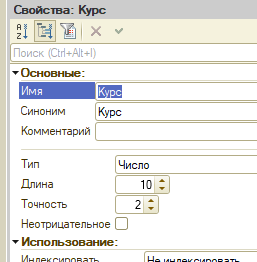 Свойства: Курс
Поиск (Ctrl+Alt+I)
Основные:
Имя Курс
Синоним Курс
Комментарий
Тип Число
Длина 10
Точность 2
Неотрицательное
Использование:
Индексировать Не индексировать